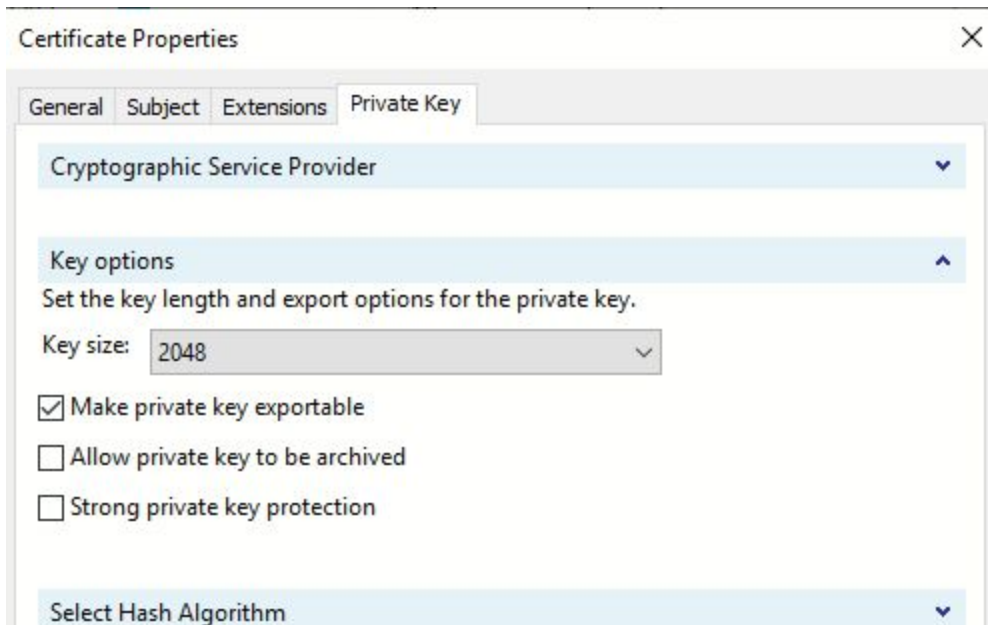 Certificate Properties
General Subject Extensions Private Key
Cryptographic Service Provider
Key options
Set the key length and export options for the private key.
Key size: 2048
Make private key exportable
Allow private key to be archived
Strong private key protection
Select Hash Algorithm